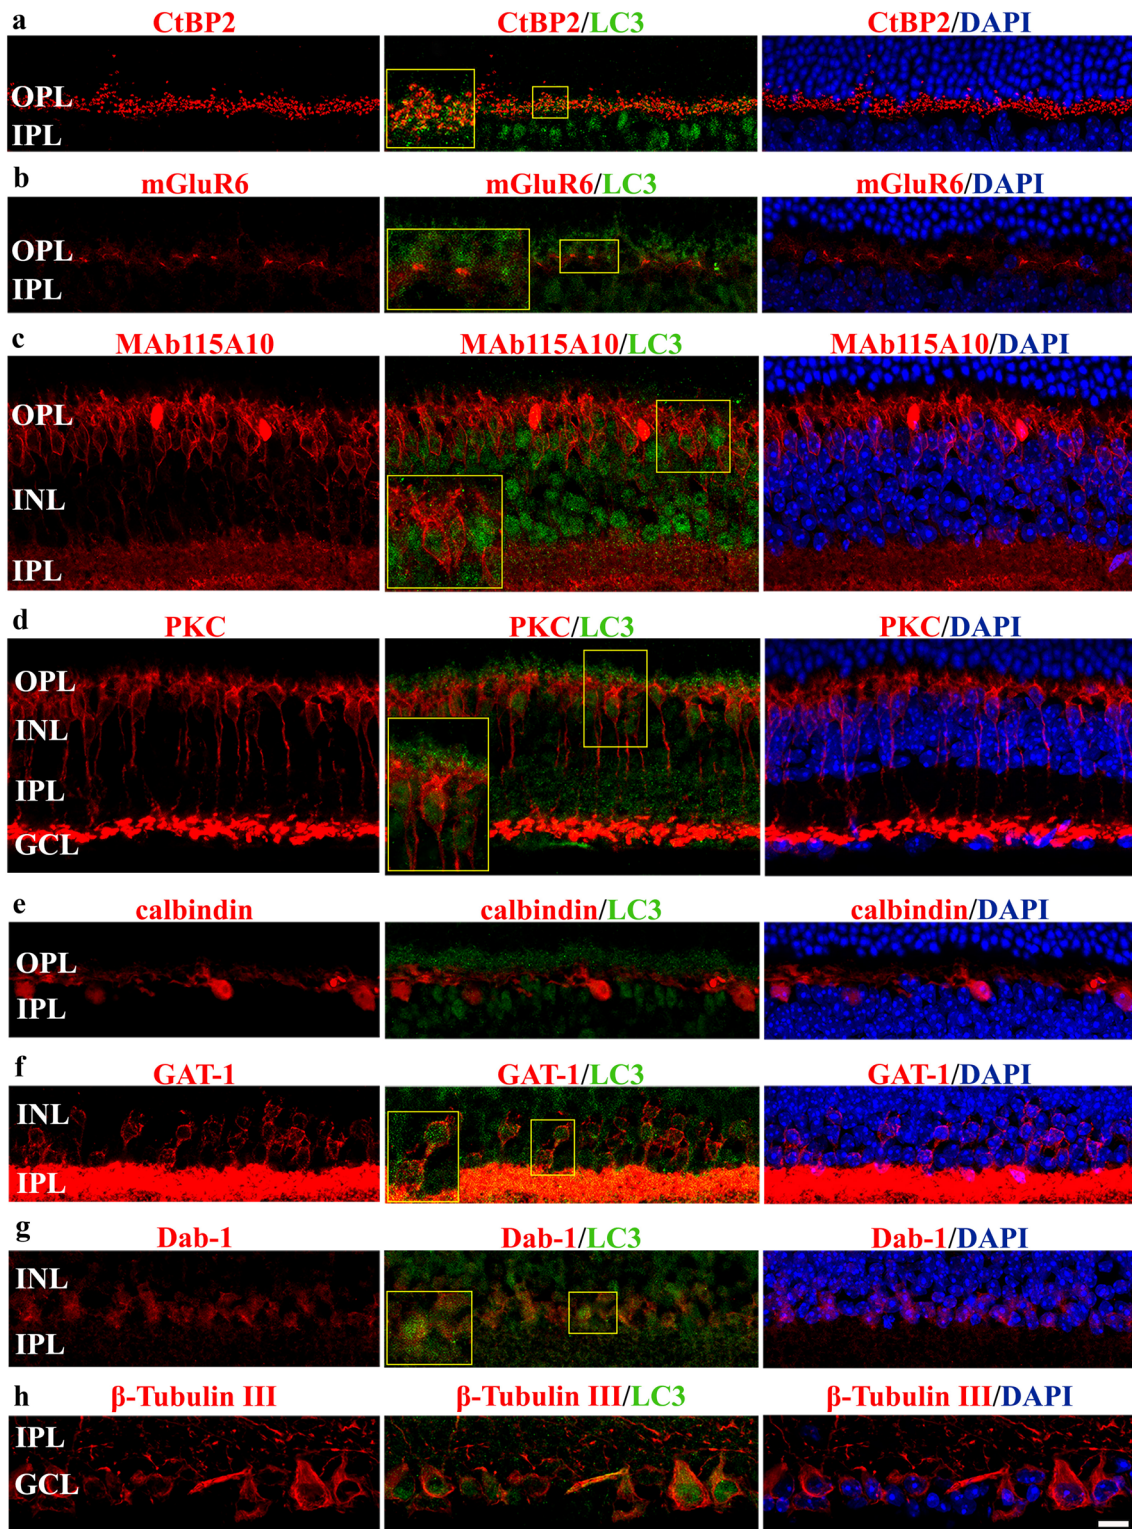 a
CtBP2 CtBP2/LC3 CtBP2/DAPI
OPL
IPL
b
mGluR6 mGluR6/LC3 mGluR6/DAPI
OPL
IPL
c
MAb115A10 MAb115A10/LC3 MAb115A10/DAPI
OPL
INL
IPL
d
PKC PKC/LC3 PKC/DAPI
OPL
INL
IPL
GCL
e
calbindin calbindin/LC3 calbindin/DAPI
OPL
IPL
f
GAT-1 GAT-1/LC3 GAT-1/DAPI
INL
IPL
g
Dab-1 Dab-1/LC3 Dab-1/DAPI
INL
IPL
h
β-Tubulin III β-Tubulin III/LC3 β-Tubulin III/DAPI
IPL
GCL